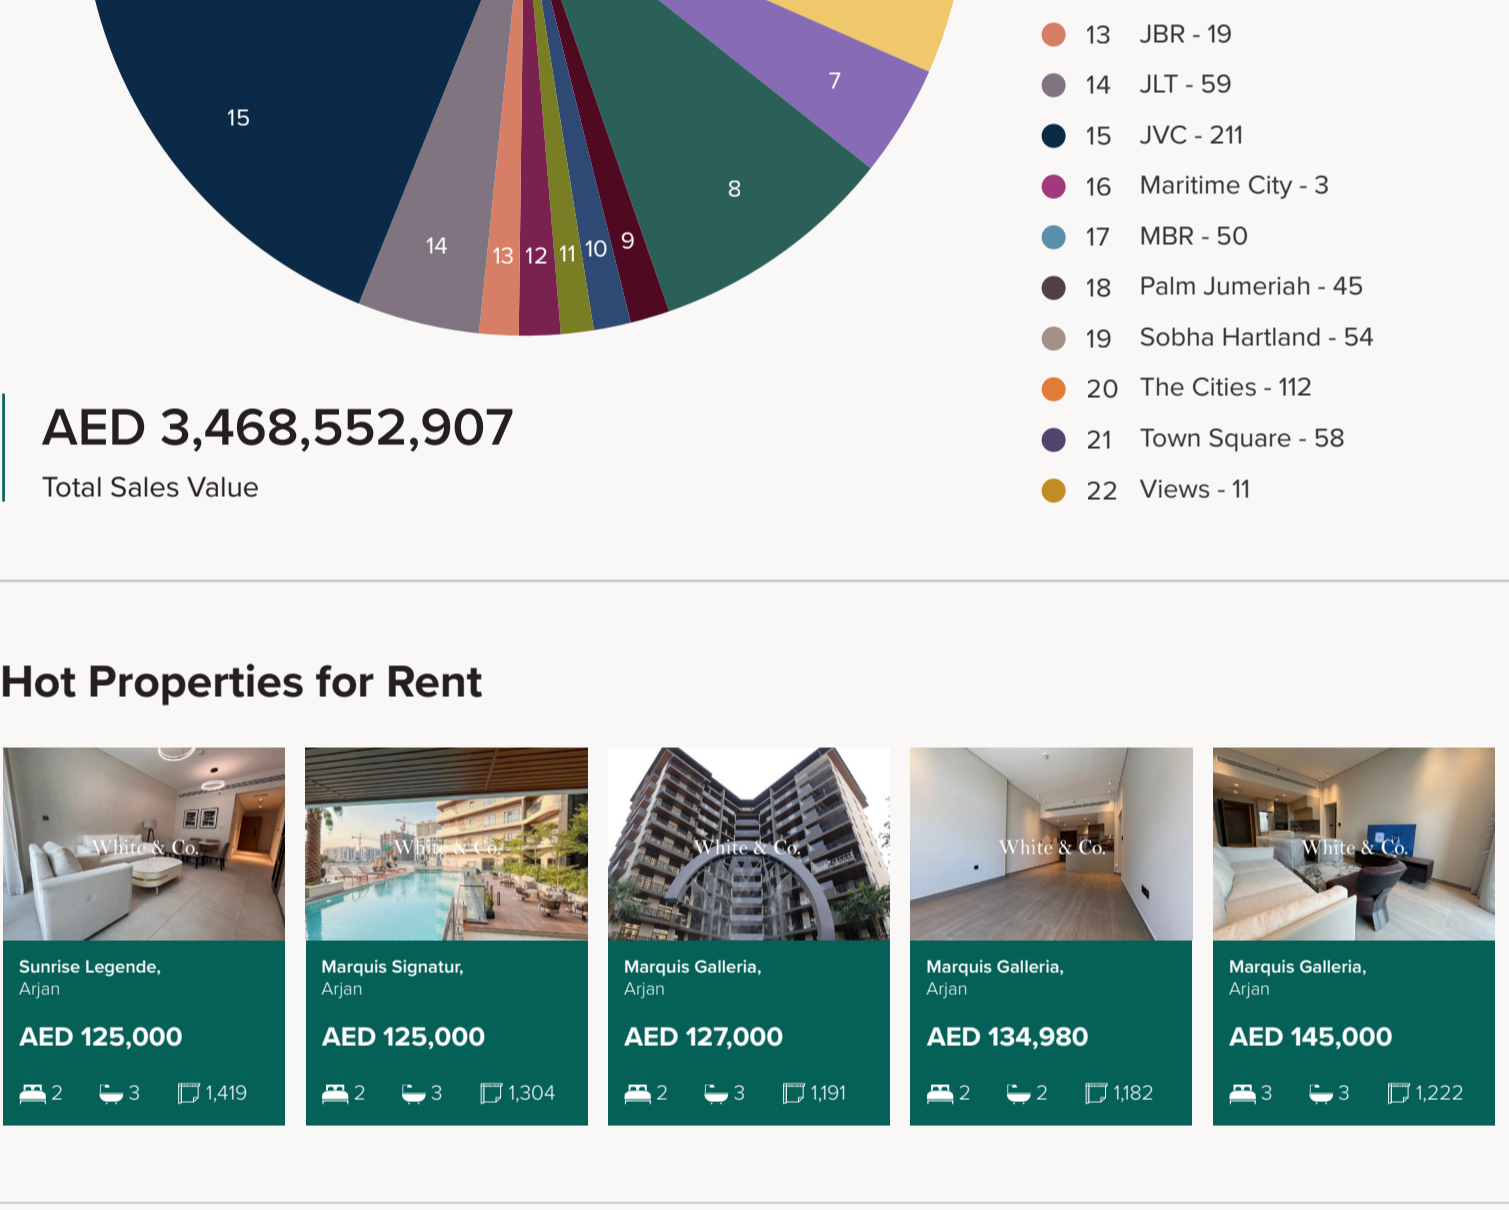 7
15
8
14
13
12
11
10
9
13 JBR - 19
14 JLT - 59
15 JVC - 211
16 Maritime City - 3
17 MBR - 50
18 Palm Jumeriah - 45
19 Sobha Hartland - 54
20 The Cities - 112
21 Town Square - 58
22 Views - 11
AED 3,468,552,907
Total Sales Value
Hot Properties for Rent
White & Co.
Sunrise Legende,
Arjan
AED 125,000
2 3 1,419
White & Co.
Marquis Signatur,
Arjan
AED 125,000
2 3 1,304
White & Co.
Marquis Galleria,
Arjan
AED 127,000
2 3 1,191
White & Co.
Marquis Galleria,
Arjan
AED 134,980
2 2 1,182
White & Co.
Marquis Galleria,
Arjan
AED 145,000
3 3 1,222